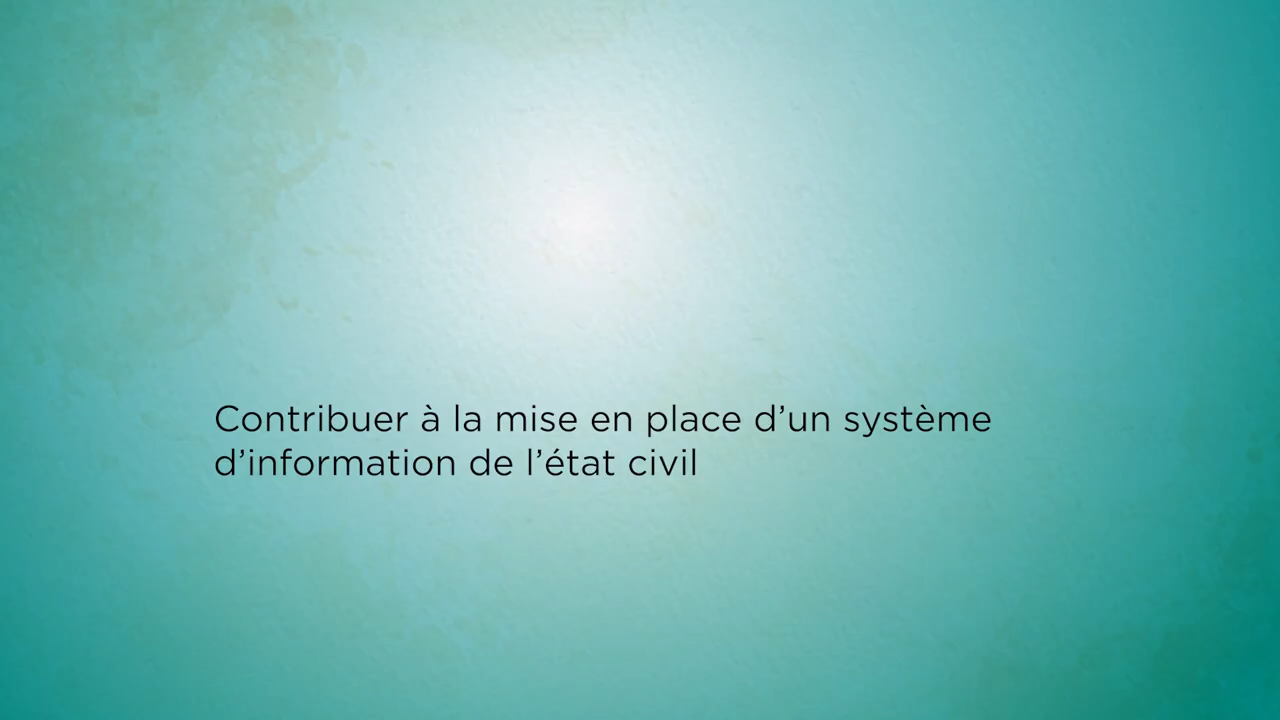 Contribuer à la mise en place d’un système
d’information de l’état civil